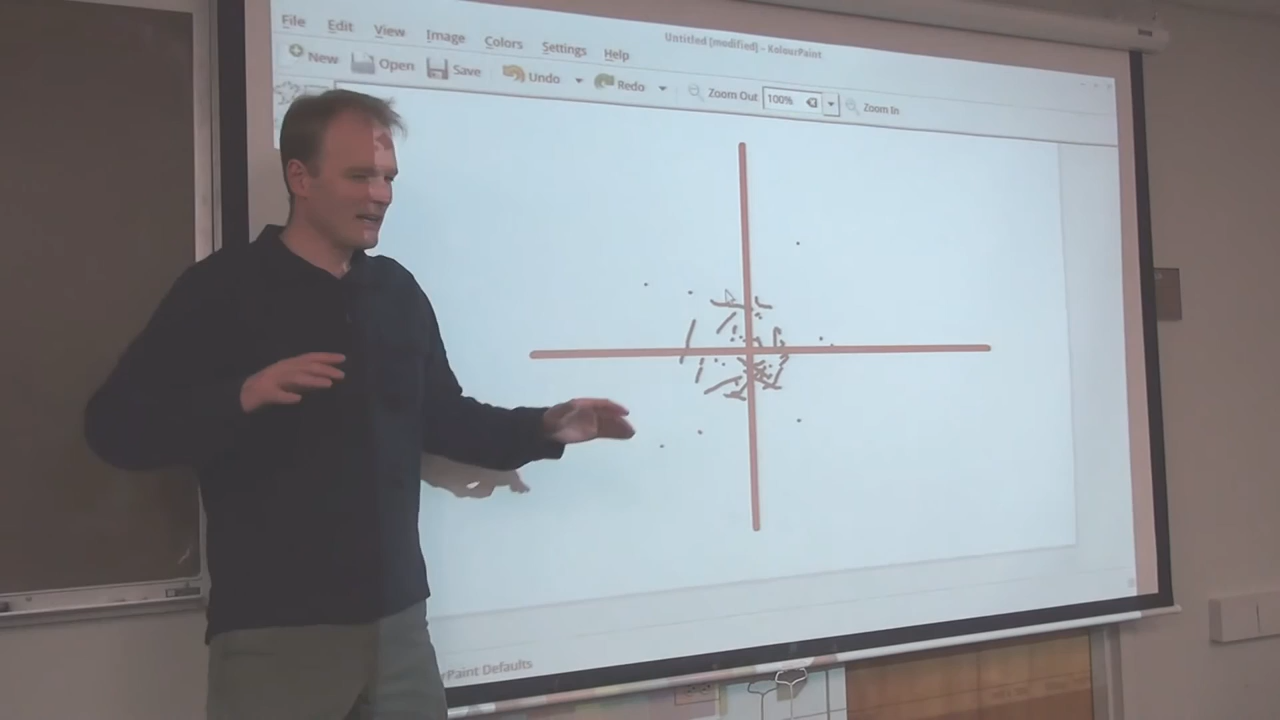 Untitled [modified] - KolourPaint
File Edit View Image Colors Settings Help
New Open Save Undo Redo Zoom Out 100% Zoom In
rPaint Defaults